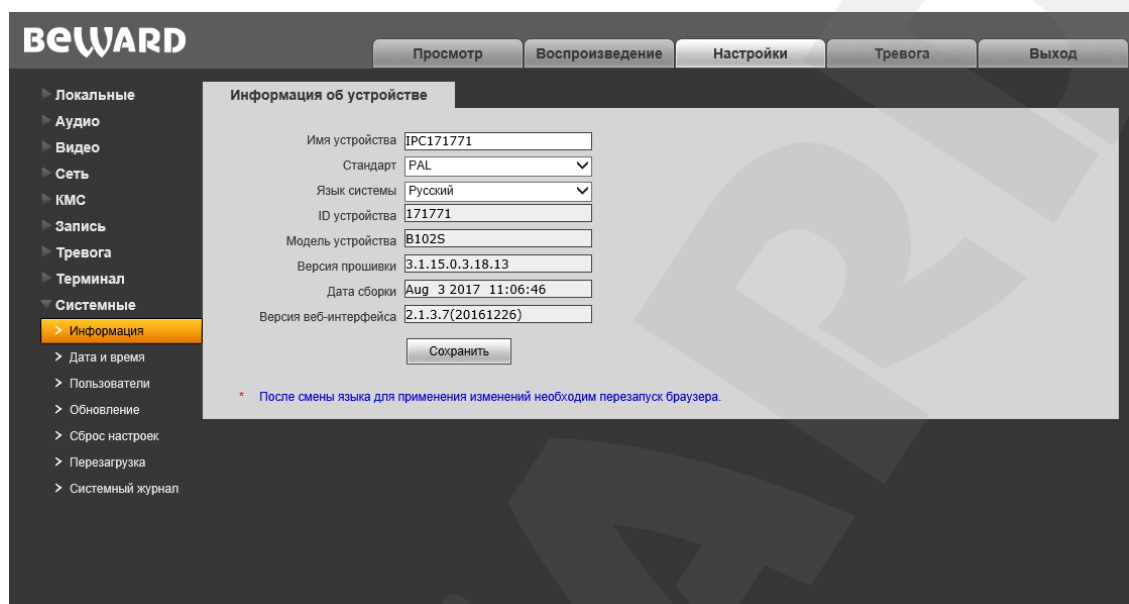 BEWARD
Просмотр Воспроизведение Настройки Тревога Выход
Локальные
Аудио
Видео
Сеть
КМС
Запись
Тревога
Терминал
Системные
Информация
Дата и время
Пользователи
Обновление
Сброс настроек
Перезагрузка
Системный журнал
Информация об устройстве
Имя устройства IPC171771
Стандарт PAL
Язык системы Русский
ID устройства 171771
Модель устройства B102S
Версия прошивки 3.1.15.0.3.18.13
Дата сборки Aug 3 2017 11:06:46
Версия веб-интерфейса 2.1.3.7(20161226)
Сохранить
* После смены языка для применения изменений необходим перезапуск браузера.